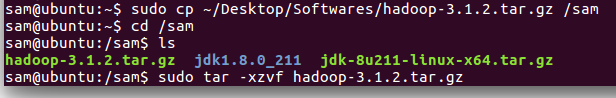 sam@ubuntu:~$ sudo cp ~/Desktop/Softwares/hadoop-3.1.2.tar.gz /sam
sam@ubuntu:~$ cd /sam
sam@ubuntu:/sam$ ls
hadoop-3.1.2.tar.gz  jdk1.8.0_211  jdk-8u211-linux-x64.tar.gz
sam@ubuntu:/sam$ sudo tar -xzvf hadoop-3.1.2.tar.gz